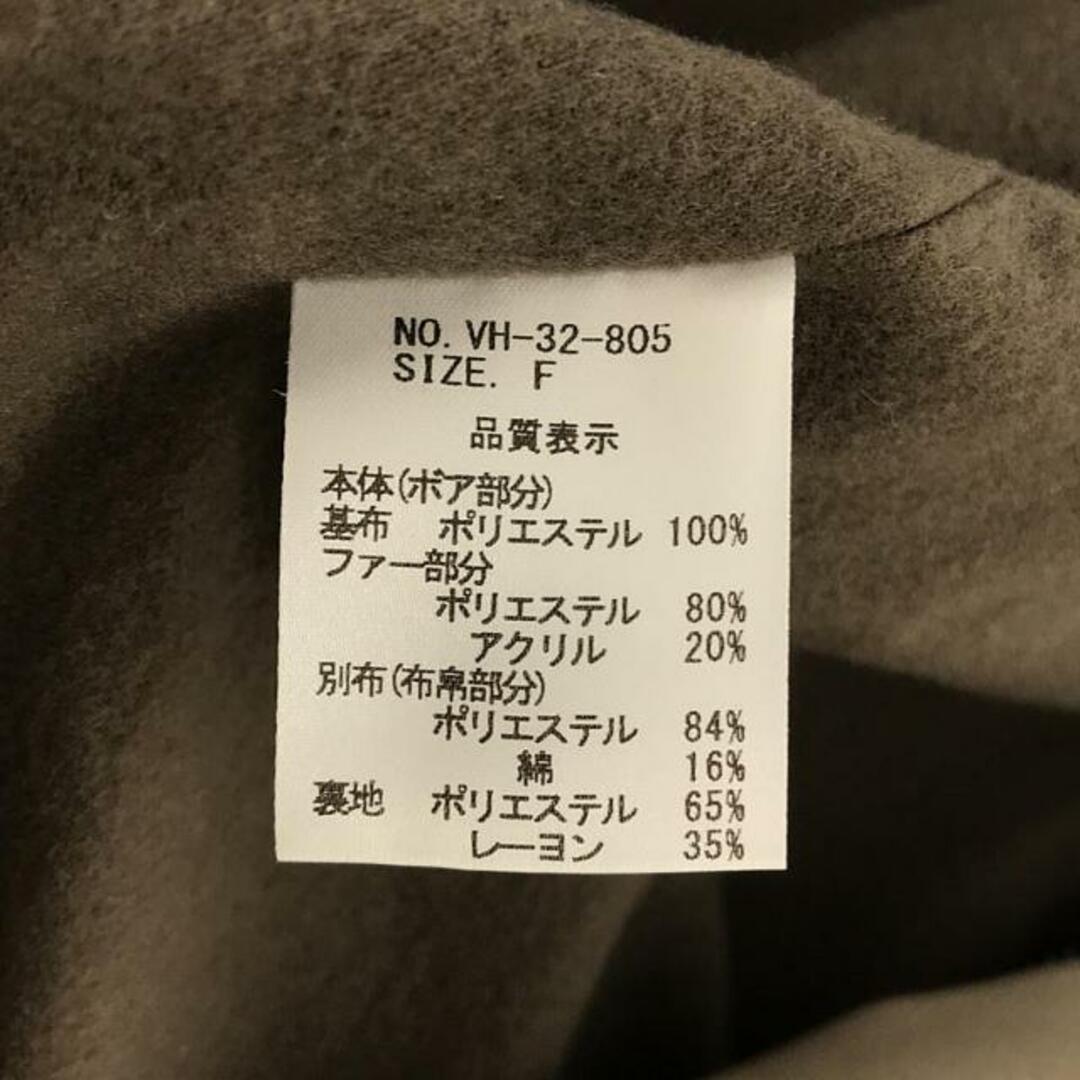 NO. VH-32-805
SIZE. F
品質表示
本体(ボア部分)
基布 ポリエステル 100%
ファー部分
ポリエステル 80%
アクリル 20%
別布(布帛部分)
ポリエステル 84%
綿 16%
裏地 ポリエステル 65%
レーヨン 35%